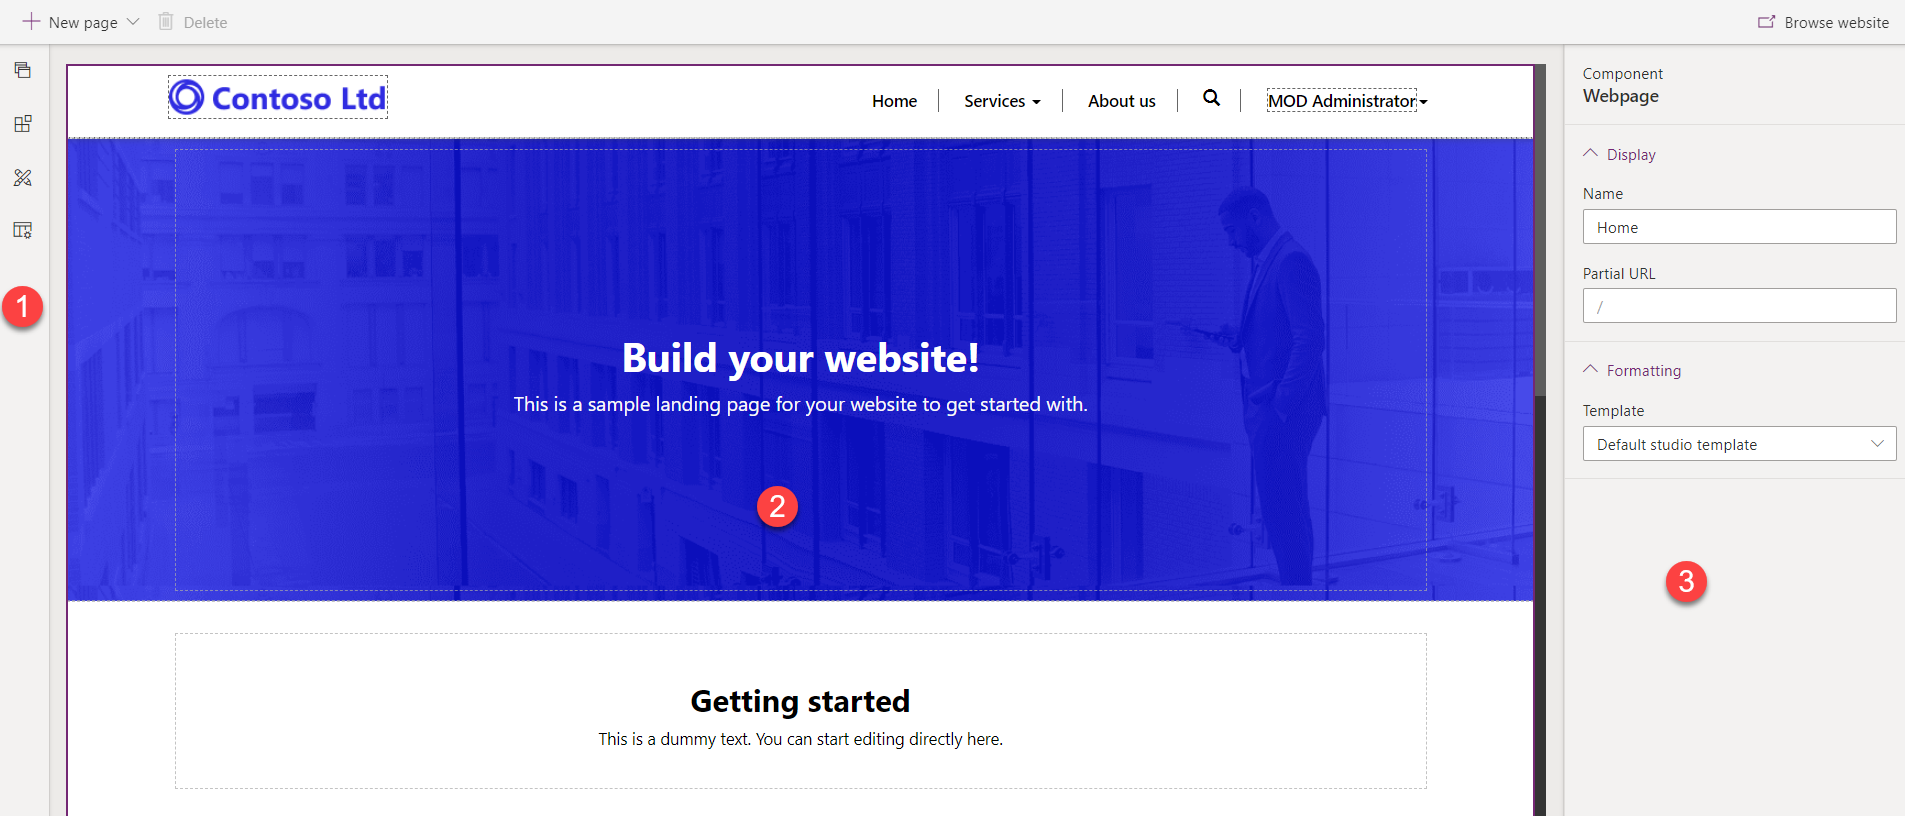 New page
Delete
Browse website
Contoso Ltd
Home
Services
About us
MOD Administrator
Build your website!
This is a sample landing page for your website to get started with.
Getting started
This is a dummy text. You can start editing directly here.
1
2
Component
Webpage
Display
Name
Home
Partial URL
/
Formatting
Template
Default studio template
3